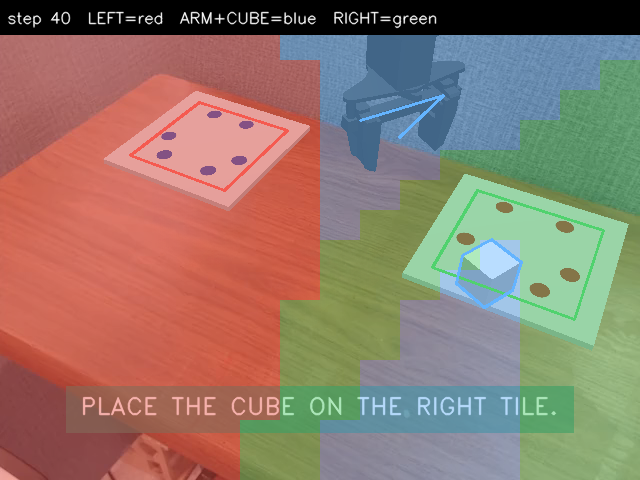 step 40 LEFT=red ARM+CUBE=blue RIGHT=green
PLACE THE CUBE ON THE RIGHT TILE.